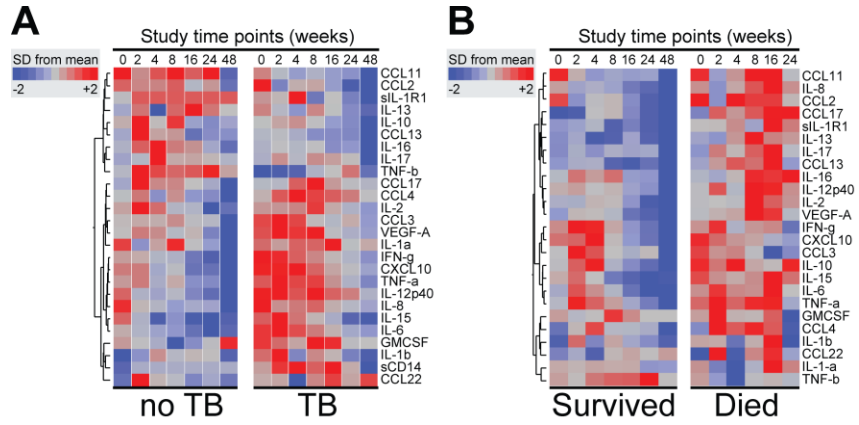 A
B
Study time points (weeks)
Study time points (weeks)
SD from mean
-2 +2
0 2 4 8 16 24 48
0 2 4 8 16 24 48
CCL11
CCL2
sIL-1R1
IL-13
IL-10
CCL13
IL-16
IL-17
TNF-b
CCL17
CCL4
IL-2
CCL3
VEGF-A
IL-1a
IFN-g
CXCL10
TNF-a
IL-12p40
IL-8
IL-15
IL-6
GMCSF
IL-1b
sCD14
CCL22
no TB
TB
SD from mean
-2 +2
0 2 4 8 16 24 48
0 2 4 8 16 24
CCL11
IL-8
CCL2
CCL17
sIL-1R1
IL-13
IL-17
CCL13
IL-16
IL-12p40
IL-2
VEGF-A
IFN-g
CXCL10
CCL3
IL-10
IL-15
IL-6
TNF-a
GMCSF
CCL4
IL-1b
CCL22
IL-1-a
TNF-b
Survived
Died